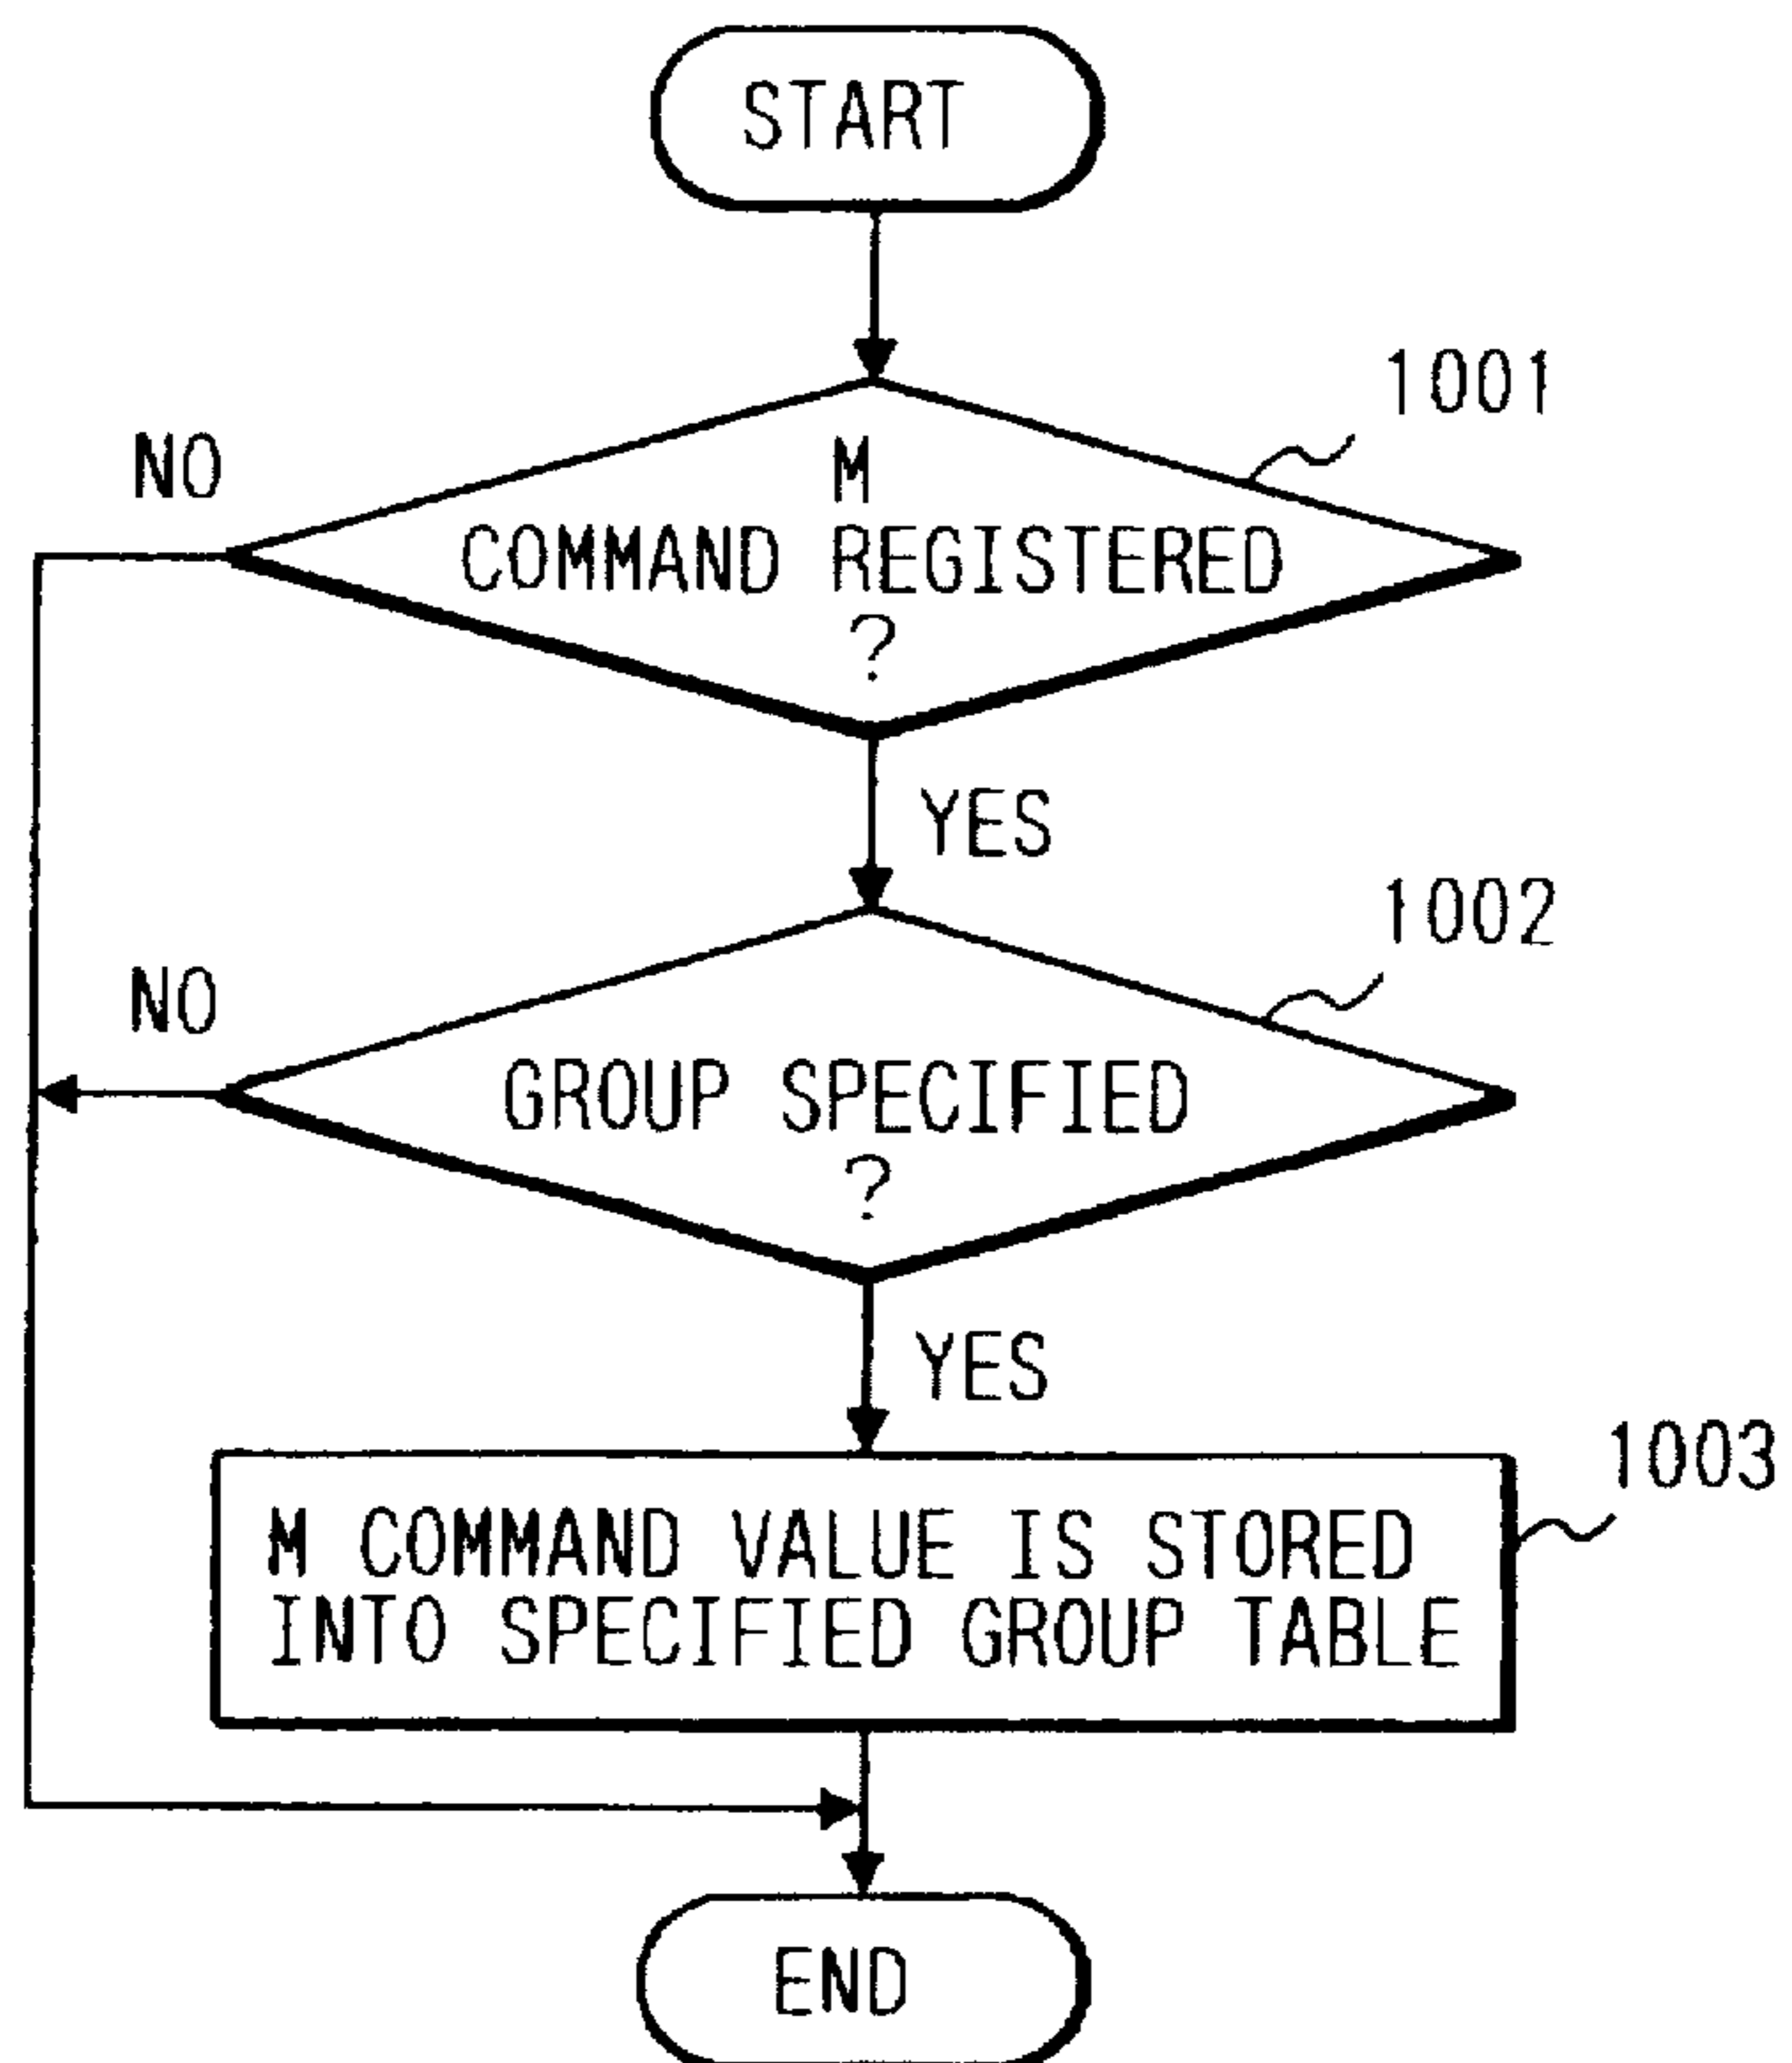 START
1001
NO
M
COMMAND REGISTERED
?
YES
1002
NO
GROUP SPECIFIED
?
YES
1003
M COMMAND VALUE IS STORED
INTO SPECIFIED GROUP TABLE
END